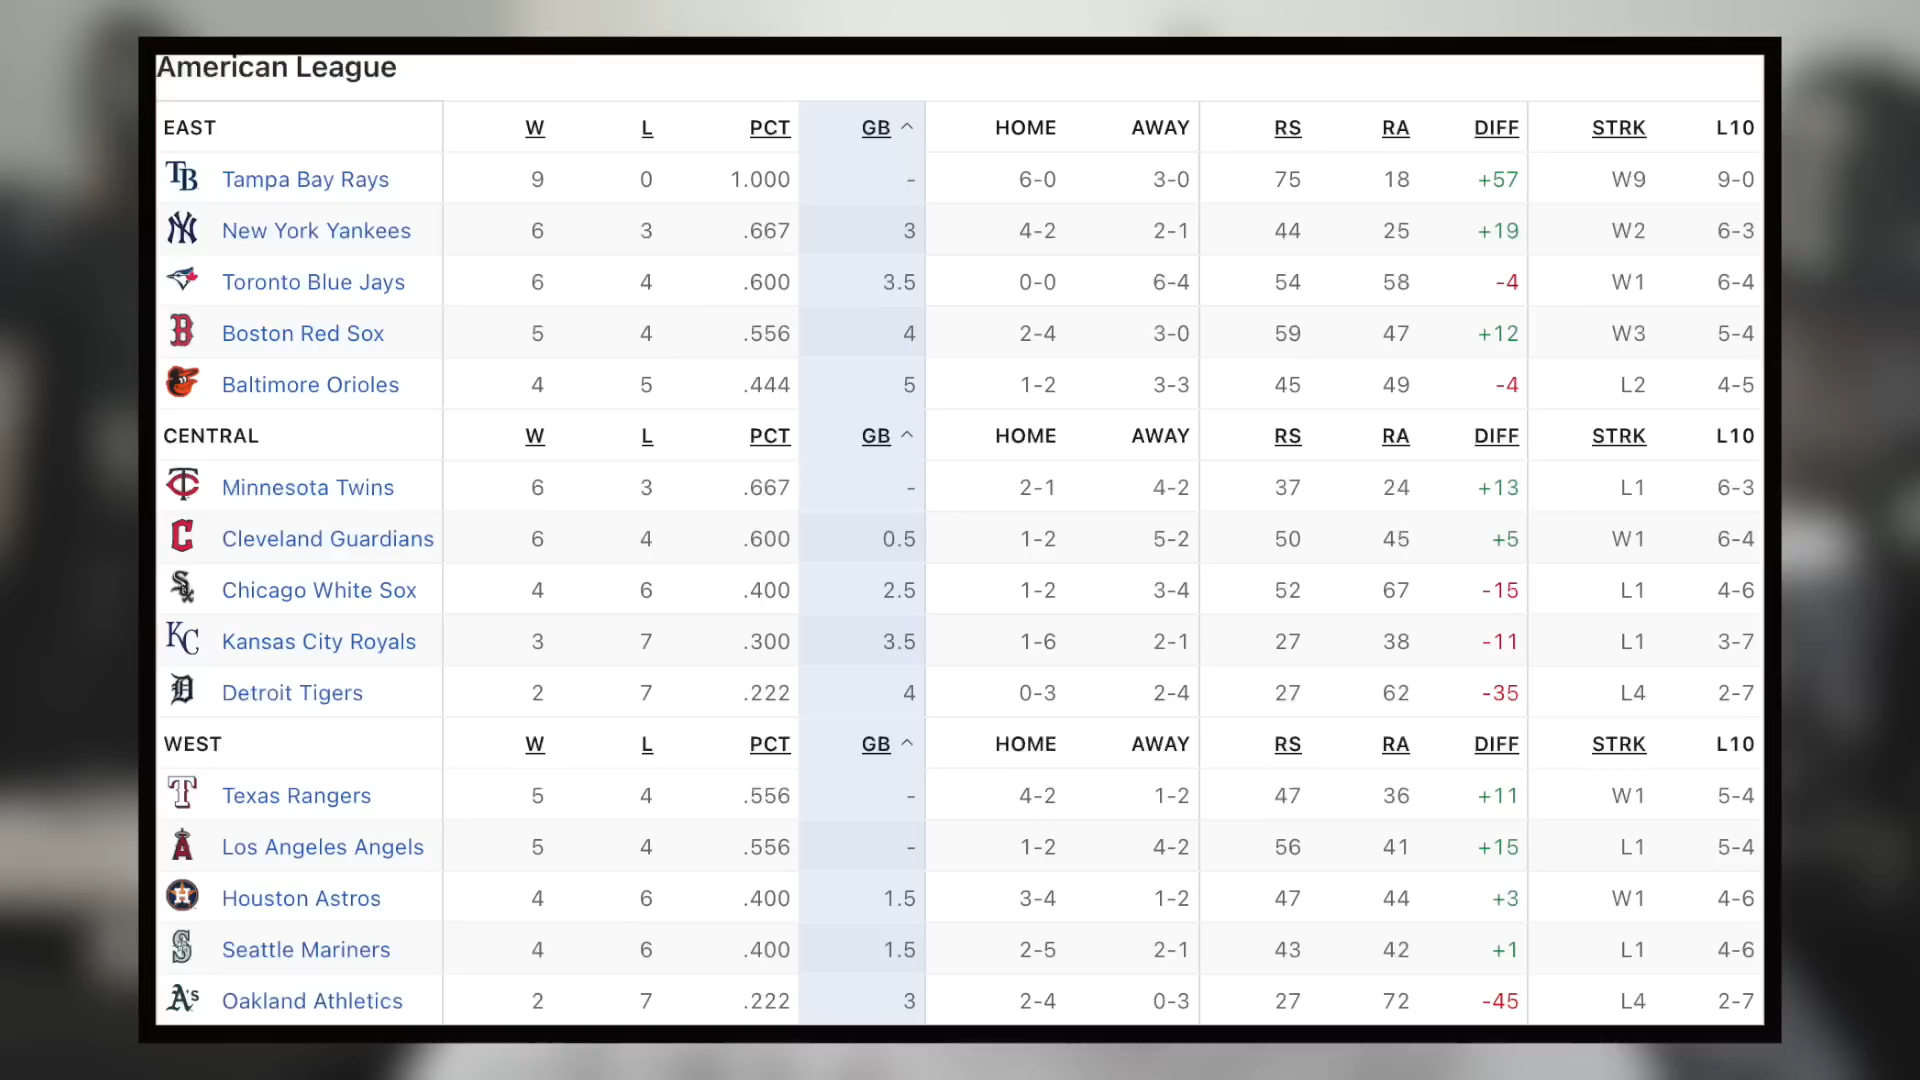 American League
EAST W L PCT GB HOME AWAY RS RA DIFF STRK L10
Tampa Bay Rays 9 0 1.000 - 6-0 3-0 75 18 +57 W9 9-0
New York Yankees 6 3 .667 3 4-2 2-1 44 25 +19 W2 6-3
Toronto Blue Jays 6 4 .600 3.5 0-0 6-4 54 58 -4 W1 6-4
Boston Red Sox 5 4 .556 4 2-4 3-0 59 47 +12 W3 5-4
Baltimore Orioles 4 5 .444 5 1-2 3-3 45 49 -4 L2 4-5
CENTRAL W L PCT GB HOME AWAY RS RA DIFF STRK L10
Minnesota Twins 6 3 .667 - 2-1 4-2 37 24 +13 L1 6-3
Cleveland Guardians 6 4 .600 0.5 1-2 5-2 50 45 +5 W1 6-4
Chicago White Sox 4 6 .400 2.5 1-2 3-4 52 67 -15 L1 4-6
Kansas City Royals 3 7 .300 3.5 1-6 2-1 27 38 -11 L1 3-7
Detroit Tigers 2 7 .222 4 0-3 2-4 27 62 -35 L4 2-7
WEST W L PCT GB HOME AWAY RS RA DIFF STRK L10
Texas Rangers 5 4 .556 - 4-2 1-2 47 36 +11 W1 5-4
Los Angeles Angels 5 4 .556 - 1-2 4-2 56 41 +15 L1 5-4
Houston Astros 4 6 .400 1.5 3-4 1-2 47 44 +3 W1 4-6
Seattle Mariners 4 6 .400 1.5 2-5 2-1 43 42 +1 L1 4-6
Oakland Athletics 2 7 .222 3 2-4 0-3 27 72 -45 L4 2-7